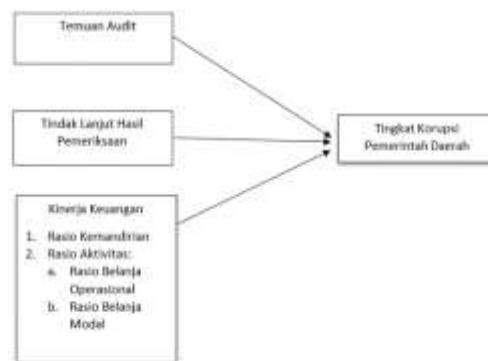 Temuan Audit
Tindak Lanjut Hasil
Pemeriksaan
Tingkat Korupsi
Pemerintah Daerah
Kinerja Keuangan
1. Rasio Kemandirian
2. Rasio Aktivitas:
a. Rasio Belanja
Operasional
b. Rasio Belanja
Modal